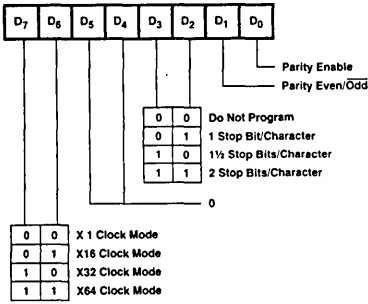 D7 D6 D5 D4 D3 D2 D1 D0
Parity Enable
Parity Even/Odd
0 0 Do Not Program
0 1 1 Stop Bit/Character
1 0 1½ Stop Bits/Character
1 1 2 Stop Bits/Character
0
0 0 X 1 Clock Mode
0 1 X16 Clock Mode
1 0 X32 Clock Mode
1 1 X64 Clock Mode